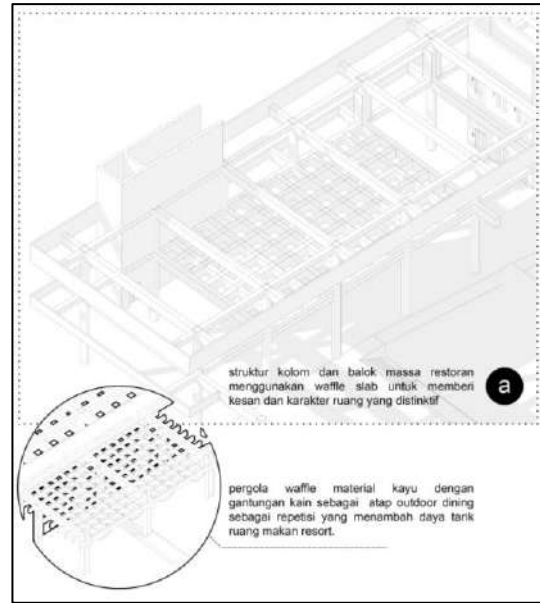 struktur kolom dan balok massa restoran
menggunakan waffle slab untuk memberi
kesan dan karakter ruang yang distinktif
a
pergola waffle material kayu dengan
gantungan kain sebagai atap outdoor dining
sebagai repetisi yang menambah daya tarik
ruang makan resort.